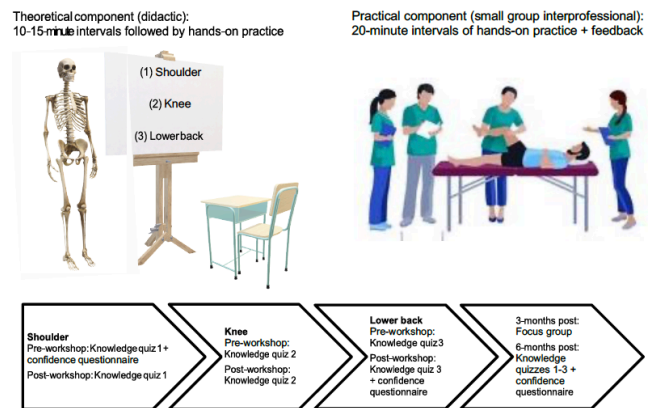 Theoretical component (didactic):
10-15-minute intervals followed by hands-on practice
Practical component (small group interprofessional):
20-minute intervals of hands-on practice + feedback
(1) Shoulder
(2) Knee
(3) Lower back
Shoulder
Pre-workshop: Knowledge quiz 1 +
confidence questionnaire
Post-workshop: Knowledge quiz 1
Knee
Pre-workshop:
Knowledge quiz 2
Post-workshop:
Knowledge quiz 2
Lower back
Pre-workshop:
Knowledge quiz3
Post-workshop:
Knowledge quiz 3
+ confidence
questionnaire
3-months post:
Focus group
6-months post:
Knowledge
quizzes 1-3 +
confidence
questionnaire